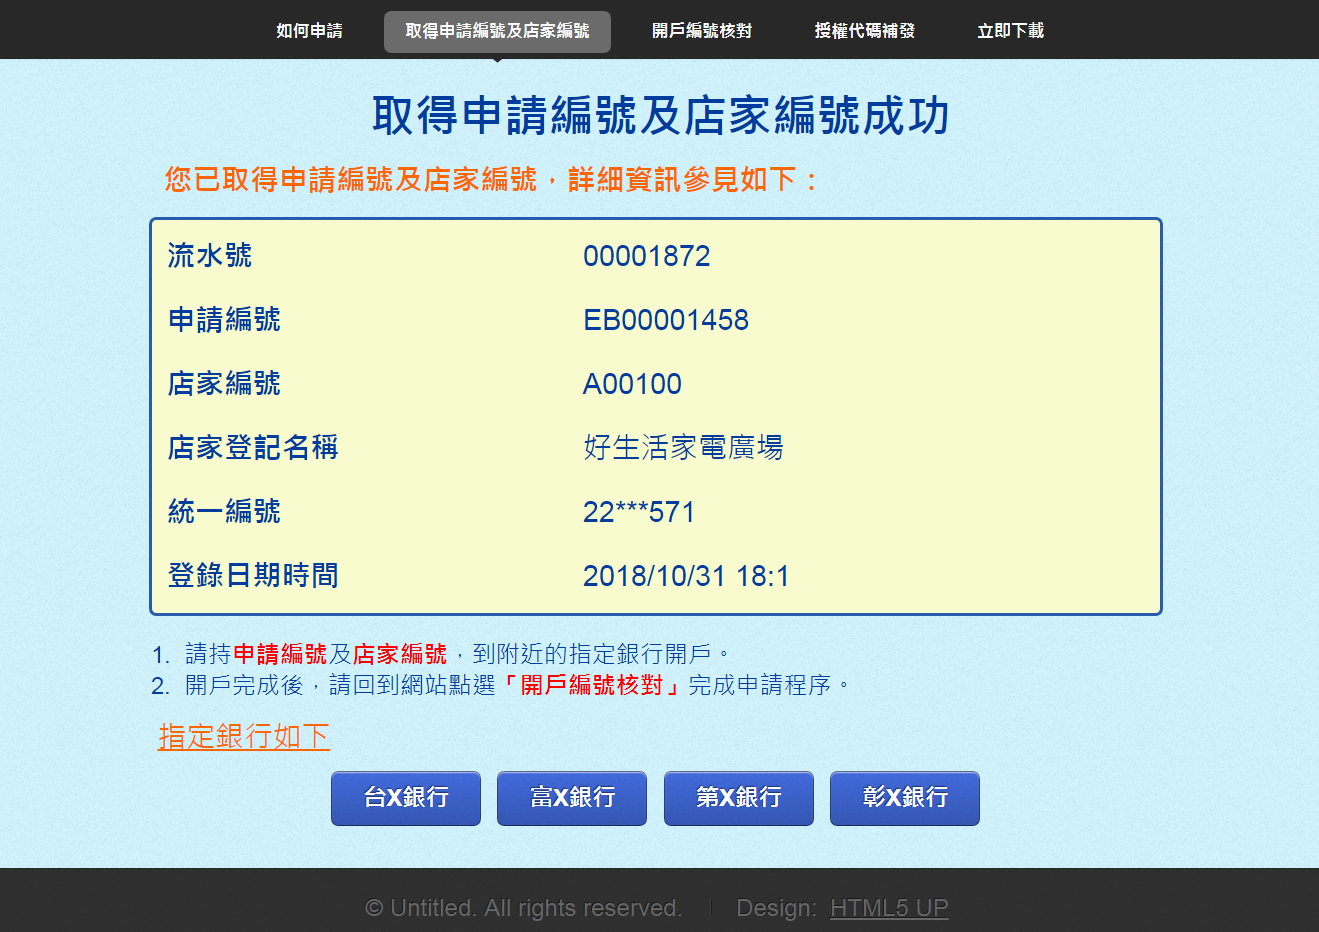 如何申請 取得申請編號及店家編號 開戶編號核對 授權代碼補發 立即下載
取得申請編號及店家編號成功
您已取得申請編號及店家編號，詳細資訊參見如下：
流水號 00001872
申請編號 EB00001458
店家編號 A00100
店家登記名稱 好生活家電廣場
統一編號 22***571
登錄日期時間 2018/10/31 18:1
1. 請持申請編號及店家編號，到附近的指定銀行開戶。
2. 開戶完成後，請回到網站點選「開戶編號核對」完成申請程序。
指定銀行如下
台X銀行 富X銀行 第X銀行 彰X銀行
© Untitled. All rights reserved. | Design: HTML5 UP